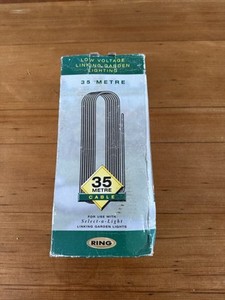 LOW VOLTAGE
LINKING GARDEN
LIGHTING
35 METRE
35
METRE
CABLE
FOR USE WITH
Select-n-Light
LINKING GARDEN LIGHTS
RING